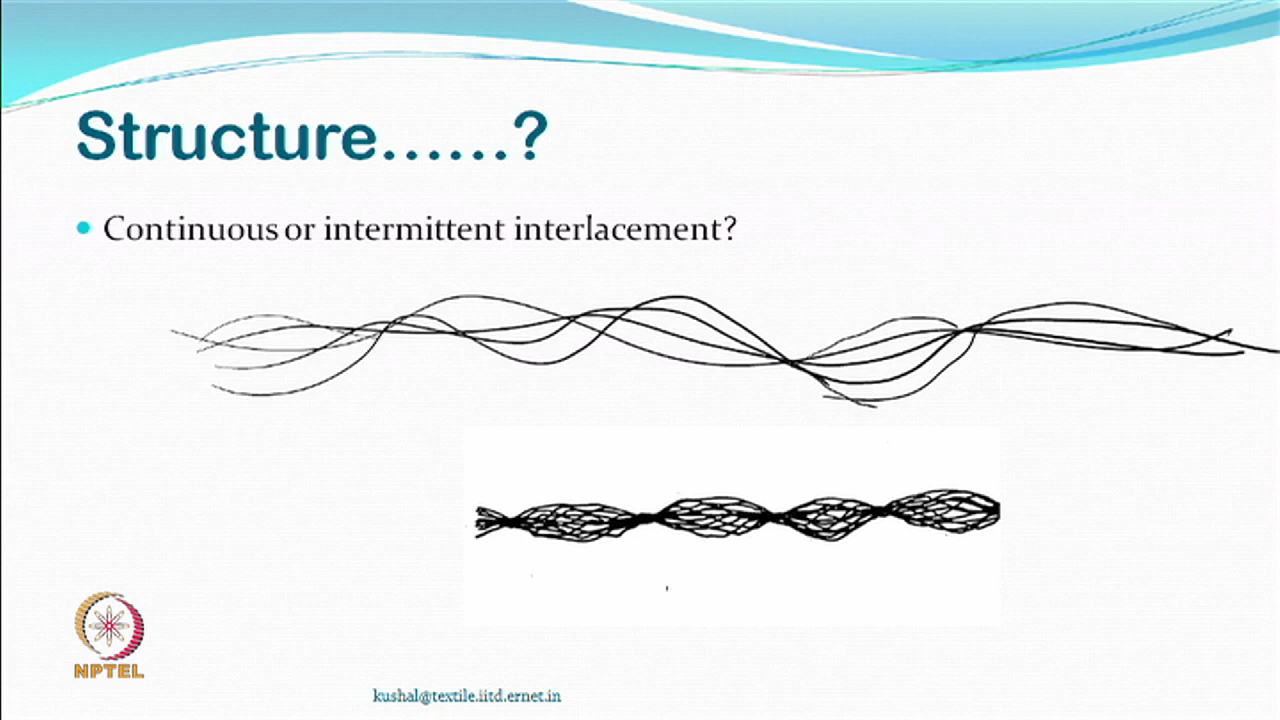 Structure……?
Continuous or intermittent interlacement?
NPTEL
kushal@textile.iitd.ernet.in